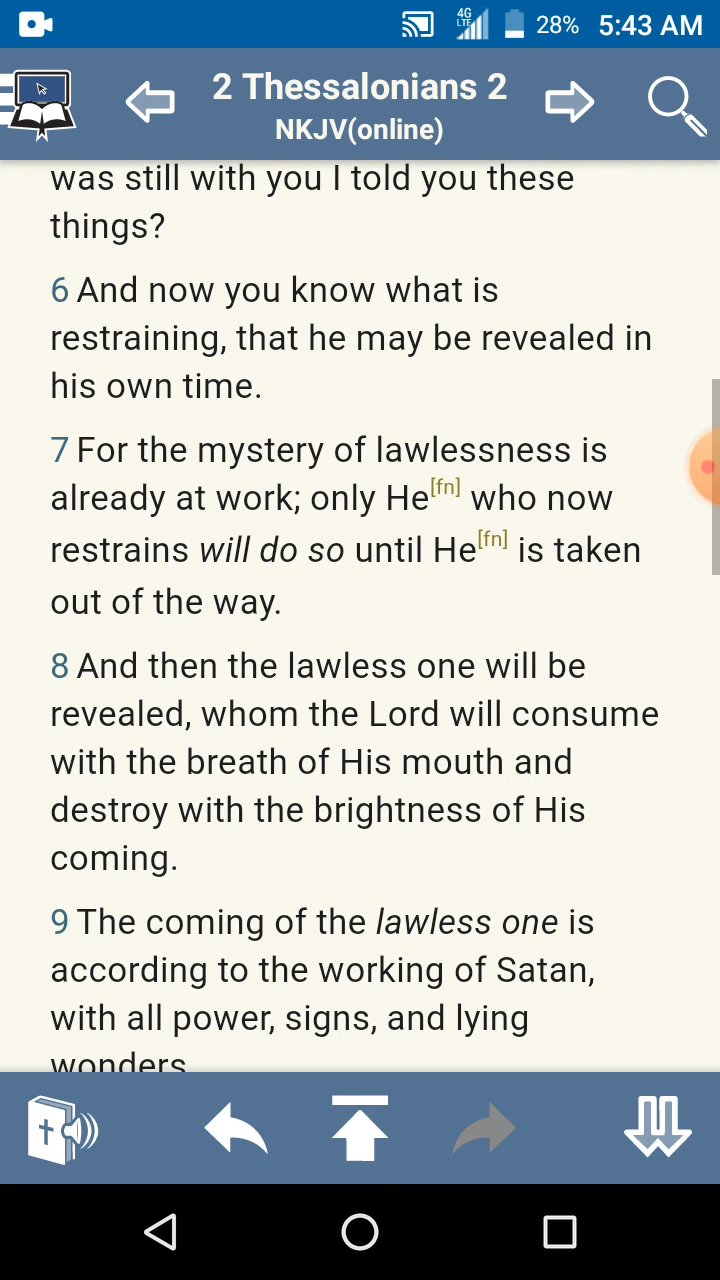 4G
LTE
28% 5:43 AM
2 Thessalonians 2
NKJV(online)
was still with you I told you these
things?
6 And now you know what is
restraining, that he may be revealed in
his own time.
7 For the mystery of lawlessness is
already at work; only He[fn] who now
restrains will do so until He[fn] is taken
out of the way.
8 And then the lawless one will be
revealed, whom the Lord will consume
with the breath of His mouth and
destroy with the brightness of His
coming.
9 The coming of the lawless one is
according to the working of Satan,
with all power, signs, and lying
wonders